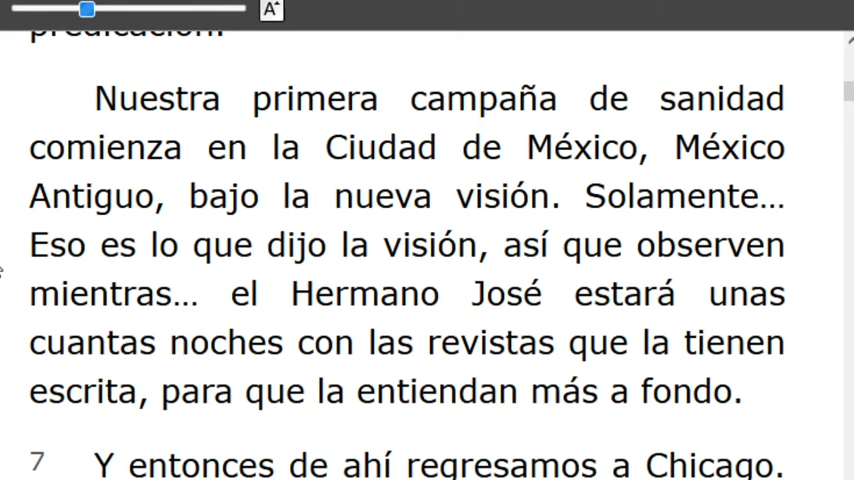 A
predicación.
Nuestra primera campaña de sanidad
comienza en la Ciudad de México, México
Antiguo, bajo la nueva visión. Solamente...
Eso es lo que dijo la visión, así que observen
mientras... el Hermano José estará unas
cuantas noches con las revistas que la tienen
escrita, para que la entiendan más a fondo.
7 Y entonces de ahí regresamos a Chicago.